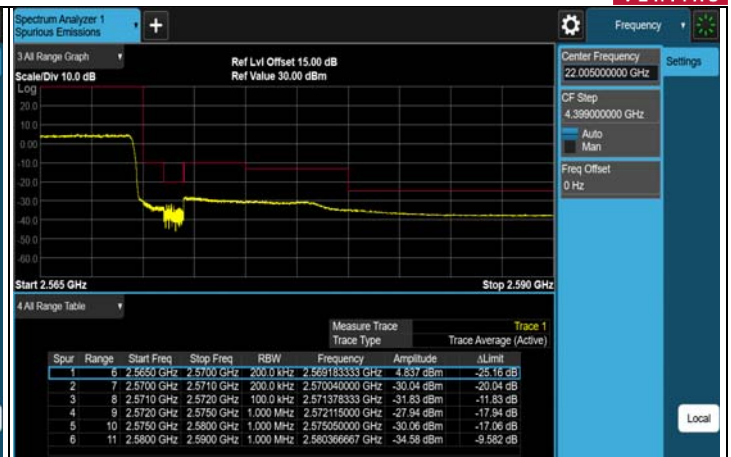 Spectrum Analyzer 1
Spurious Emissions
Frequency
3 All Range Graph
Ref Lvl Offset 15.00 dB
Scale/Div 10.0 dB
Ref Value 30.00 dBm
Log
20.0
10.0
0.00
-10.0
-20.0
-30.0
-40.0
-50.0
-60.0
Start 2.565 GHz
Stop 2.590 GHz
Center Frequency
22.005000000 GHz
Settings
CF Step
4.399000000 GHz
Auto
Man
Freq Offset
0 Hz
4 All Range Table
Measure Trace Trace 1
Trace Type Trace Average (Active)
Spur Range Start Freq Stop Freq RBW Frequency Amplitude ΔLimit
1 6 2.5650 GHz 2.5700 GHz 200.0 kHz 2.569183333 GHz 4.837 dBm -25.16 dB
2 7 2.5700 GHz 2.5710 GHz 200.0 kHz 2.570040000 GHz -30.04 dBm -20.04 dB
3 8 2.5710 GHz 2.5720 GHz 100.0 kHz 2.571378333 GHz -31.83 dBm -11.83 dB
4 9 2.5720 GHz 2.5750 GHz 1.000 MHz 2.572115000 GHz -27.94 dBm -17.94 dB
5 10 2.5750 GHz 2.5800 GHz 1.000 MHz 2.575050000 GHz -30.06 dBm -17.06 dB
6 11 2.5800 GHz 2.5900 GHz 1.000 MHz 2.580366667 GHz -34.58 dBm -9.582 dB
Local